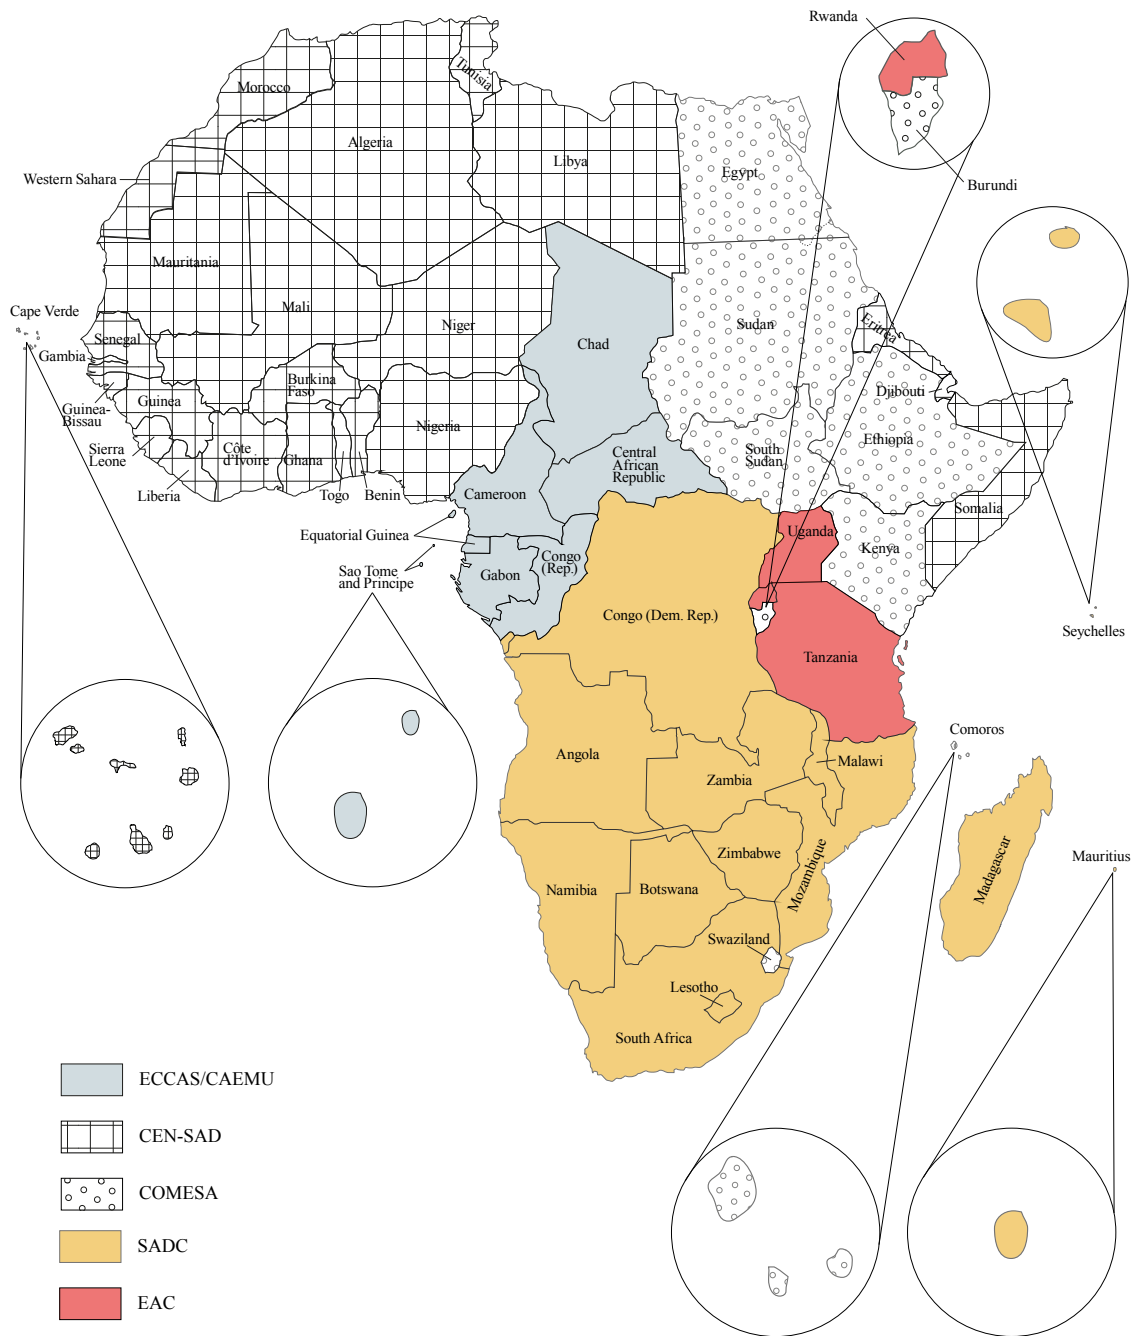 Rwanda
Morocco
Tunisia
Algeria
Libya
Egypt
Western Sahara
Burundi
Mauritania
Mali
Niger
Cape Verde
Senegal
Gambia
Chad
Sudan
Eritrea
Burkina
Faso
Guinea
Guinea-
Bissau
Djibouti
Nigeria
Sierra
Leone
Côte
d'Ivoire
Ghana
Central
African
Republic
South
Sudan
Ethiopia
Liberia
Togo
Benin
Cameroon
Somalia
Equatorial Guinea
Uganda
Kenya
Congo
(Rep.)
Gabon
Sao Tome
and Principe
Congo (Dem. Rep.)
Seychelles
Tanzania
Comoros
Angola
Malawi
Zambia
Zimbabwe
Mozambique
Madagascar
Mauritius
Namibia
Botswana
Swaziland
Lesotho
South Africa
ECCAS/CAEMU
CEN-SAD
COMESA
SADC
EAC